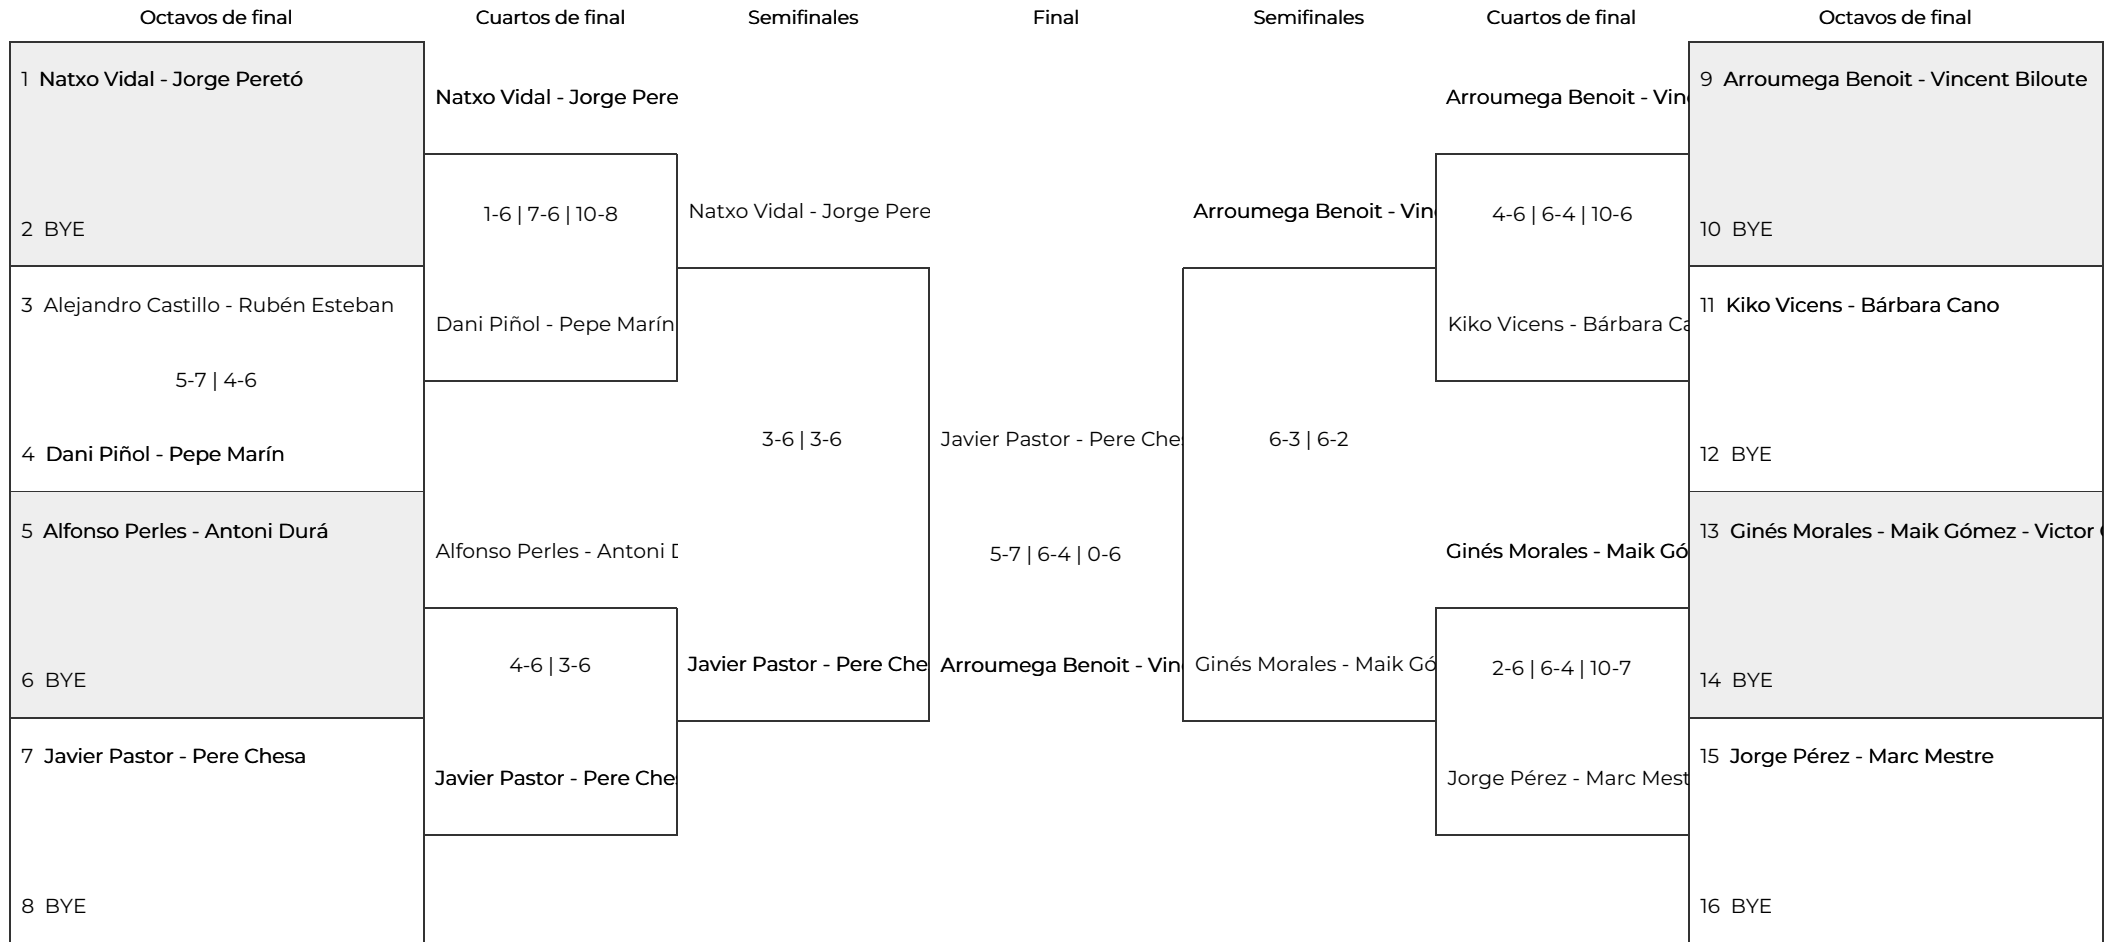 Octavos de final
Cuartos de final
Semifinales
Final
Semifinales
Cuartos de final
Octavos de final
1 Natxo Vidal - Jorge Peretó
2 BYE
3 Alejandro Castillo - Rubén Esteban
5-7 | 4-6
4 Dani Piñol - Pepe Marín
5 Alfonso Perles - Antoni Durá
6 BYE
7 Javier Pastor - Pere Chesa
8 BYE
Natxo Vidal - Jorge Pere
1-6 | 7-6 | 10-8
Dani Piñol - Pepe Marín
Alfonso Perles - Antoni
4-6 | 3-6
Javier Pastor - Pere Che
Natxo Vidal - Jorge Pere
3-6 | 3-6
Javier Pastor - Pere Che
Javier Pastor - Pere Che
5-7 | 6-4 | 0-6
Arroumega Benoit - Vin
Arroumega Benoit - Vin
6-3 | 6-2
Ginés Morales - Maik Gó
Arroumega Benoit - Vin
4-6 | 6-4 | 10-6
Kiko Vicens - Bárbara Ca
Ginés Morales - Maik Gó
2-6 | 6-4 | 10-7
Jorge Pérez - Marc Mest
9 Arroumega Benoit - Vincent Biloute
10 BYE
11 Kiko Vicens - Bárbara Cano
12 BYE
13 Ginés Morales - Maik Gómez - Victor
14 BYE
15 Jorge Pérez - Marc Mestre
16 BYE